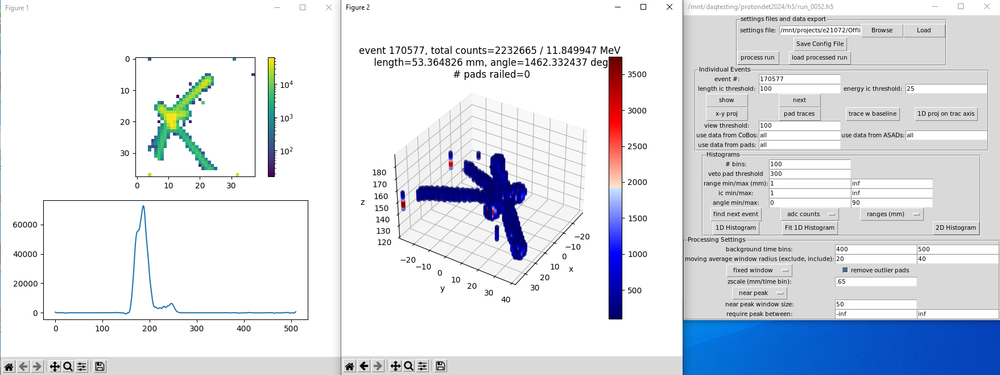 Figure 1
0
10
20
30
0
10
20
30
10^4
10^3
10^2
60000
40000
20000
0
0
100
200
300
400
500
Figure 2
event 170577, total counts=2232665 / 11.849947 MeV
length=53.364826 mm, angle=1462.332437 deg
# pads railed=0
z
180
170
160
150
140
130
120
−20
−10
0
10
20
30
40
y
−20
−10
0
10
20
30
x
3500
3000
2500
2000
1500
1000
500
/mnt/daqtesting/protondet2024/h5/run_0052.h5
settings files and data export
settings file: /mnt/projects/e21072/Offli Browse Load
Save Config File
process run load processed run
Individual Events
event #: 170577
length ic threshold: 100 energy ic threshold: 25
show next
x-y proj pad traces trace w baseline 1D proj on trac axis
view threshold: 100
use data from CoBos: all use data from ASADs: all
use data from pads: all
Histograms
# bins: 100
veto pad threshold 300
range min/max (mm): 1 inf
ic min/max: 1 inf
angle min/max: 0 90
find next event adc counts ranges (mm)
1D Histogram Fit 1D Histogram 2D Histogram
Processing Settings
background time bins: 400 500
moving average window radius (exclude, include): 20 40
fixed window remove outlier pads
zscale (mm/time bin): .65
near peak
near peak window size: 50
require peak between: -inf inf